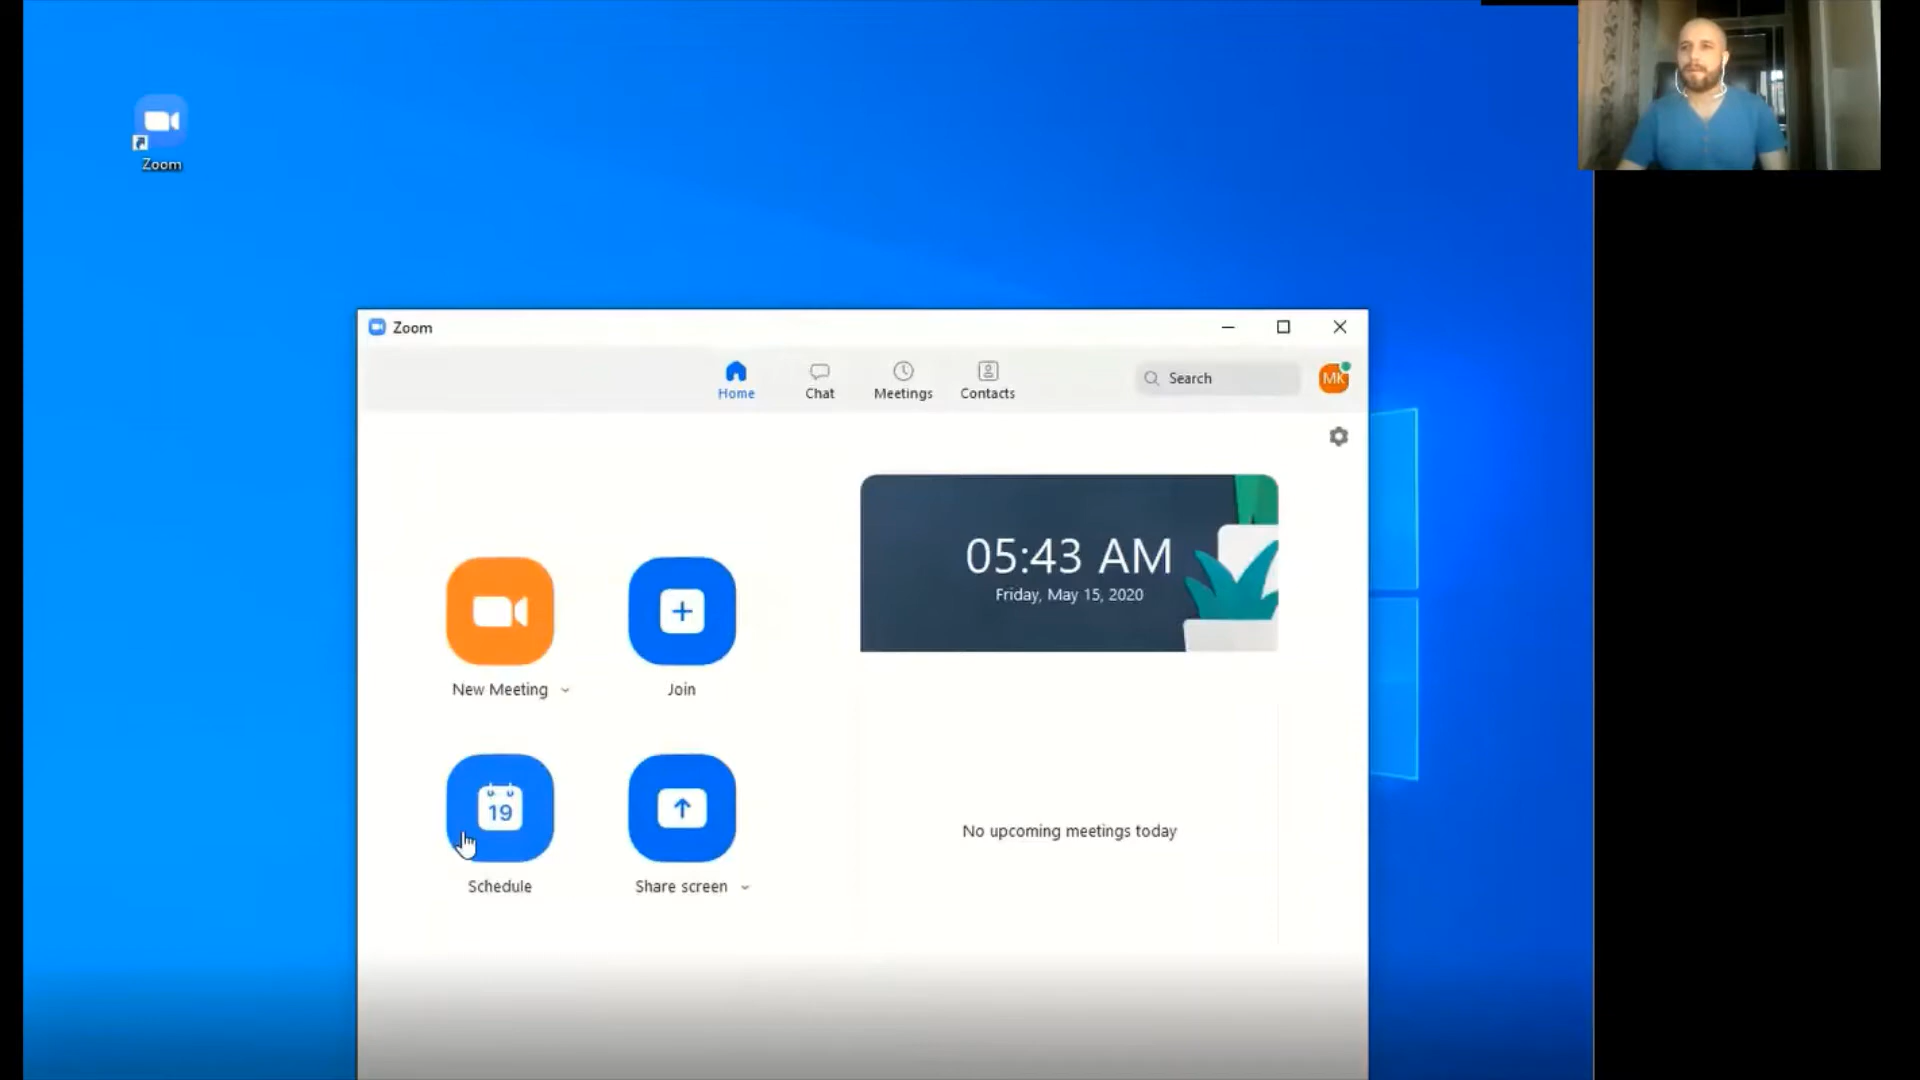 Zoom
Zoom
Home
Chat
Meetings
Contacts
Search
MK
05:43 AM
Friday, May 15, 2020
New Meeting
Join
19
Schedule
Share screen
No upcoming meetings today